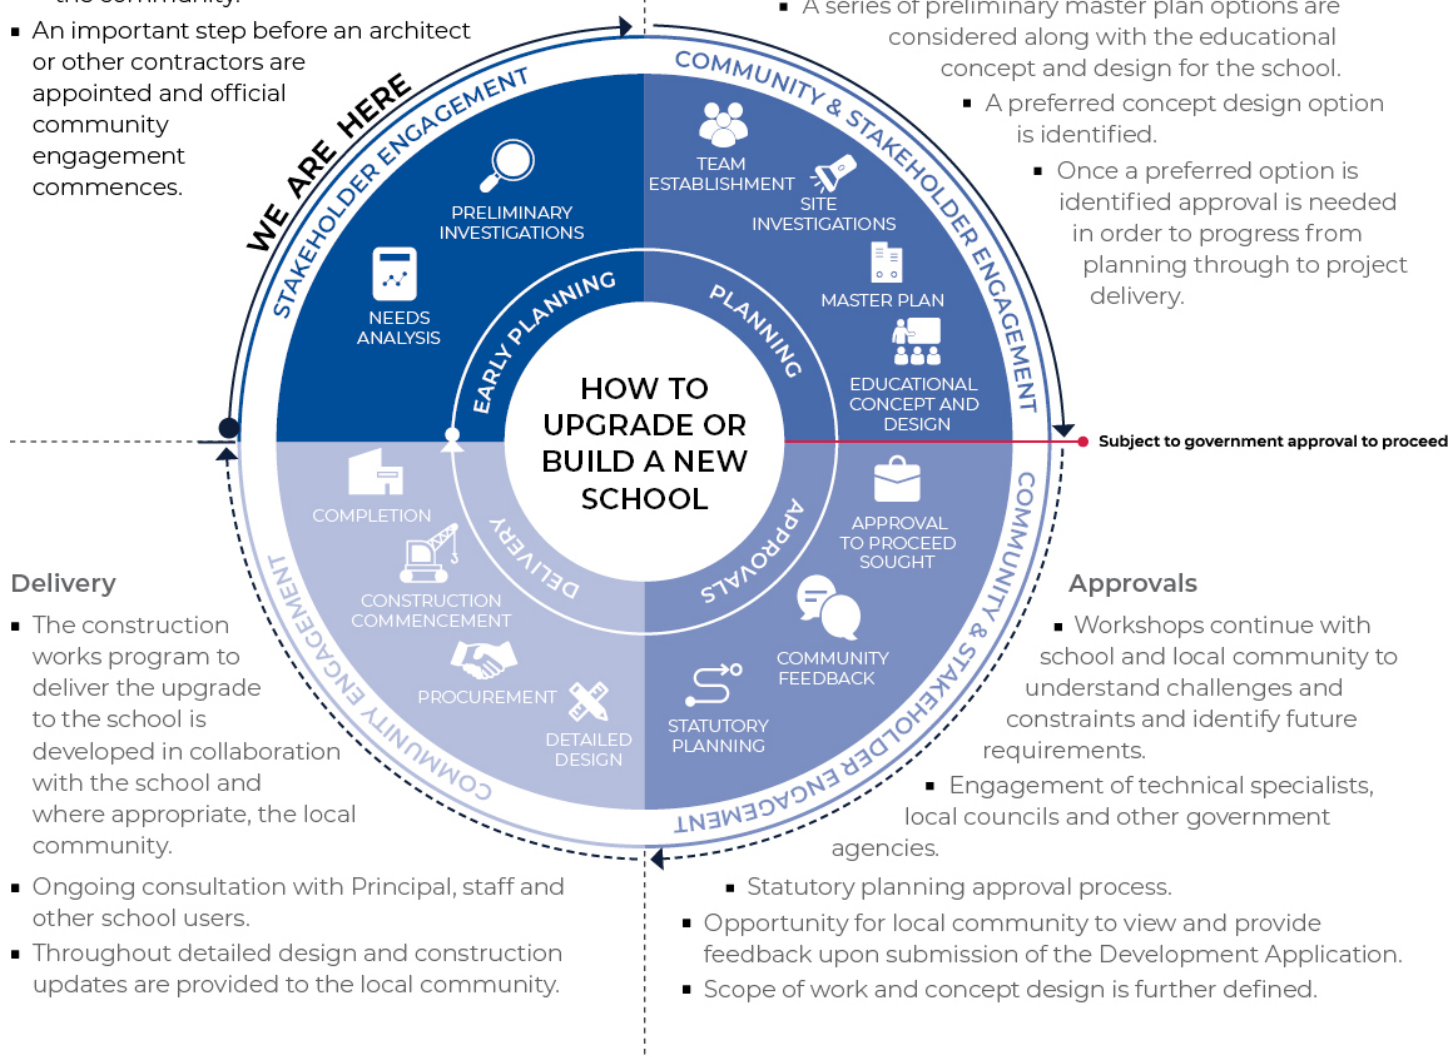 the community.
▪ An important step before an architect
or other contractors are
appointed and official
community
engagement
commences.
▪ A series of preliminary master plan options are
considered along with the educational
concept and design for the school.
▪ A preferred concept design option
is identified.
▪ Once a preferred option is
identified approval is needed
in order to progress from
planning through to project
delivery.
WE ARE HERE
STAKEHOLDER ENGAGEMENT
COMMUNITY & STAKEHOLDER ENGAGEMENT
PRELIMINARY
INVESTIGATIONS
NEEDS
ANALYSIS
EARLY PLANNING
TEAM
ESTABLISHMENT
SITE
INVESTIGATIONS
MASTER PLAN
EDUCATIONAL
CONCEPT AND
DESIGN
PLANNING
HOW TO
UPGRADE OR
BUILD A NEW
SCHOOL
Subject to government approval to proceed
APPROVAL
TO PROCEED
SOUGHT
COMMUNITY
FEEDBACK
STATUTORY
PLANNING
APPROVALS
COMMUNITY & STAKEHOLDER ENGAGEMENT
COMPLETION
CONSTRUCTION
COMMENCEMENT
PROCUREMENT
DETAILED
DESIGN
DELIVERY
COMMUNITY ENGAGEMENT
Delivery
▪ The construction
works program to
deliver the upgrade
to the school is
developed in collaboration
with the school and
where appropriate, the local
community.
▪ Ongoing consultation with Principal, staff and
other school users.
▪ Throughout detailed design and construction
updates are provided to the local community.
Approvals
▪ Workshops continue with
school and local community to
understand challenges and
constraints and identify future
requirements.
▪ Engagement of technical specialists,
local councils and other government
agencies.
▪ Statutory planning approval process.
▪ Opportunity for local community to view and provide
feedback upon submission of the Development Application.
▪ Scope of work and concept design is further defined.